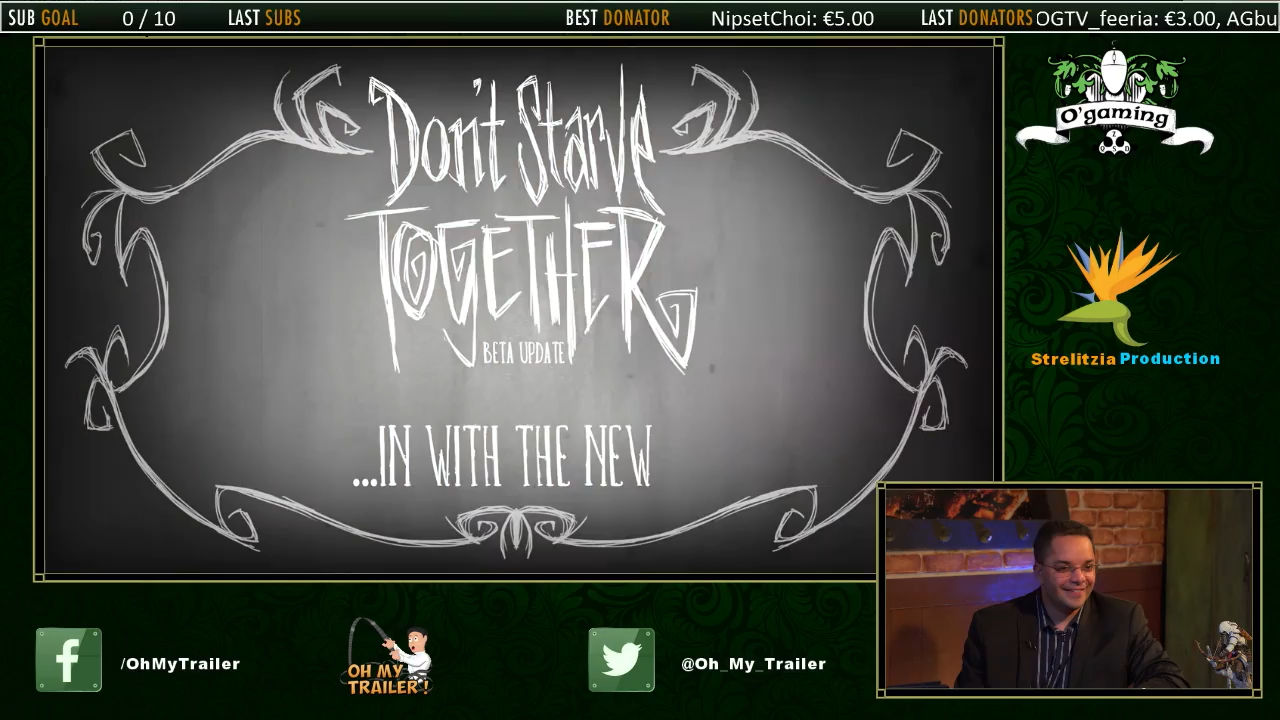 SUB GOAL 0 / 10 LAST SUBS BEST DONATOR NipsetChoi: €5.00 LAST DONATORS OGTV_feeria: €3.00, AGbu
Don't Starve
TOGETHER
BETA UPDATE
...IN WITH THE NEW
O'gaming
Strelitzia Production
/OhMyTrailer
OH MY
TRAILER!
@Oh_My_Trailer